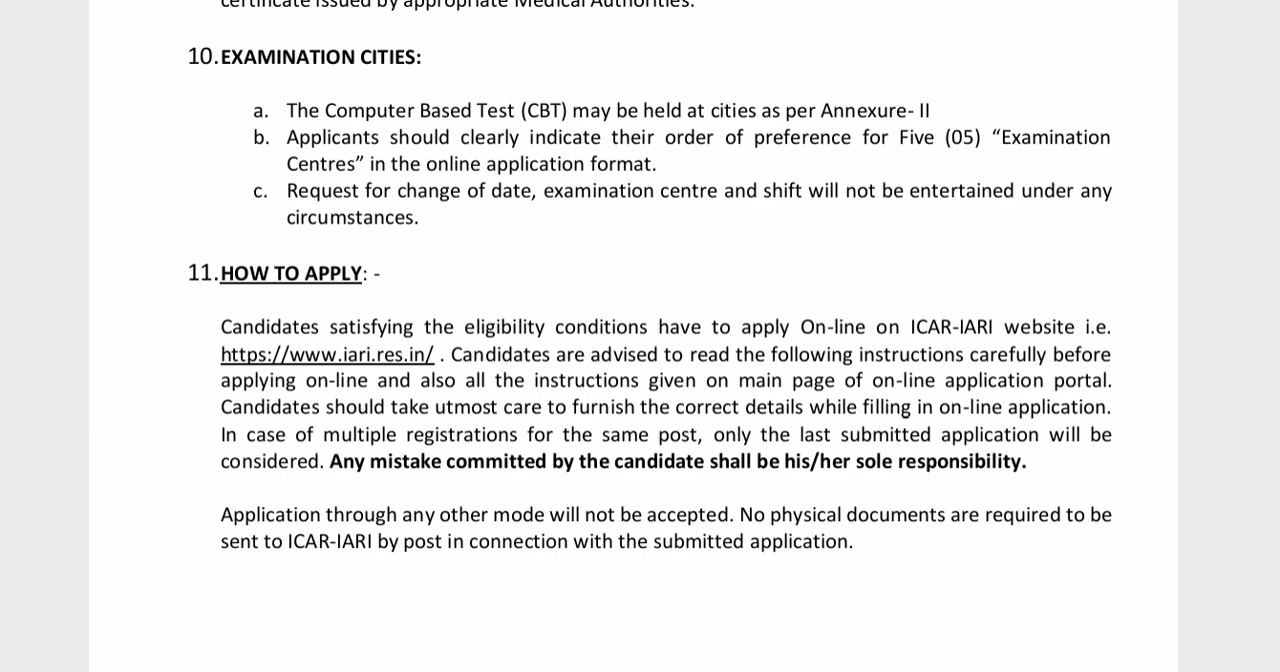 certificate issued by appropriate Medical Authorities.
10. EXAMINATION CITIES:
a. The Computer Based Test (CBT) may be held at cities as per Annexure- II
b. Applicants should clearly indicate their order of preference for Five (05) “Examination
Centres” in the online application format.
c. Request for change of date, examination centre and shift will not be entertained under any
circumstances.
11. HOW TO APPLY: -
Candidates satisfying the eligibility conditions have to apply On-line on ICAR-IARI website i.e.
https://www.iari.res.in/ . Candidates are advised to read the following instructions carefully before
applying on-line and also all the instructions given on main page of on-line application portal.
Candidates should take utmost care to furnish the correct details while filling in on-line application.
In case of multiple registrations for the same post, only the last submitted application will be
considered. Any mistake committed by the candidate shall be his/her sole responsibility.
Application through any other mode will not be accepted. No physical documents are required to be
sent to ICAR-IARI by post in connection with the submitted application.